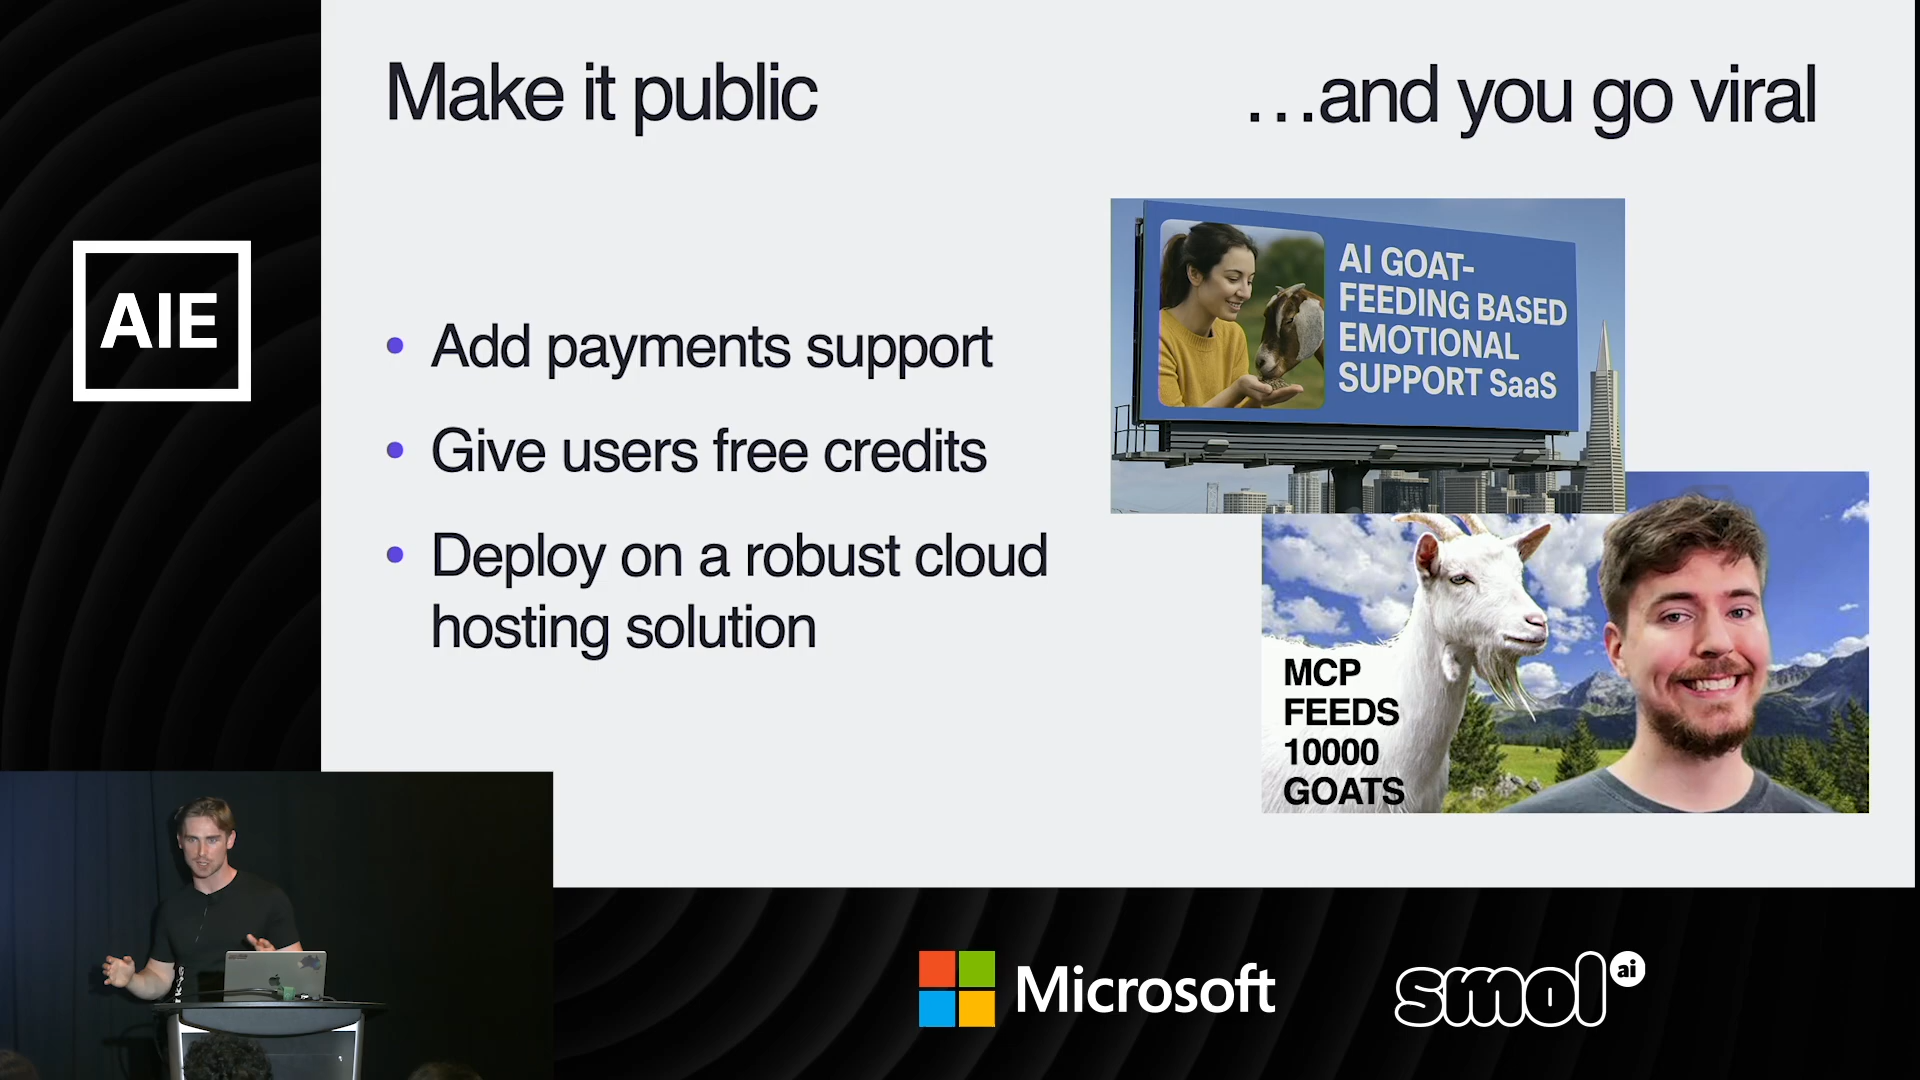 Make it public
…and you go viral
AIE
• Add payments support
• Give users free credits
• Deploy on a robust cloud
hosting solution
AI GOAT-
FEEDING BASED
EMOTIONAL
SUPPORT SaaS
MCP
FEEDS
10000
GOATS
Microsoft
smol ai